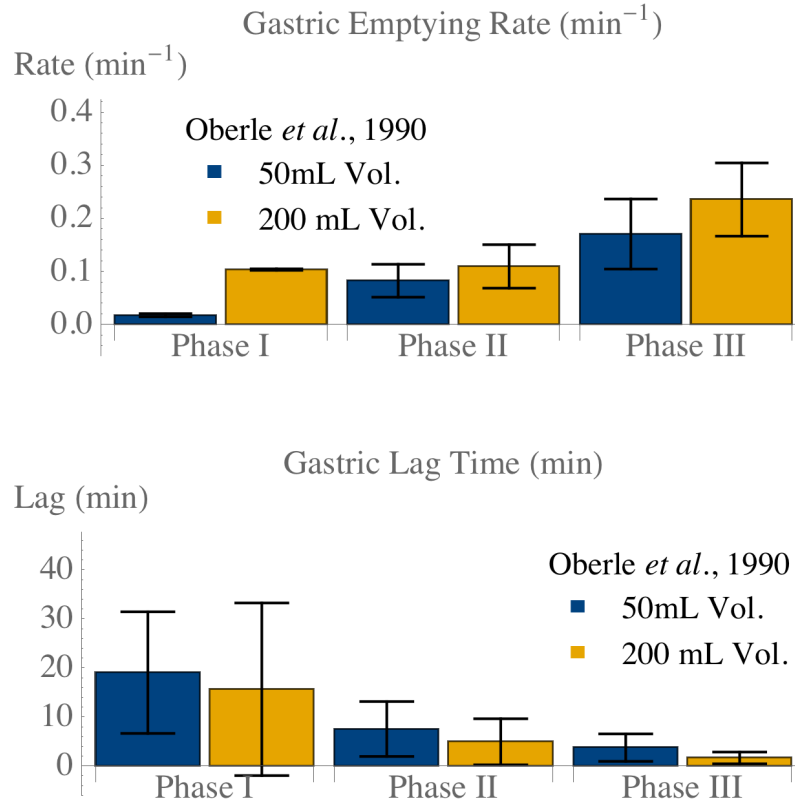 Gastric Emptying Rate (min⁻¹)
Rate (min⁻¹)
0.4
Oberle et al., 1990
0.3
50mL Vol.
0.2
200 mL Vol.
0.1
0.0
Phase I Phase II Phase III
Gastric Lag Time (min)
Lag (min)
40
Oberle et al., 1990
30
50mL Vol.
20
200 mL Vol.
10
0
Phase I Phase II Phase III